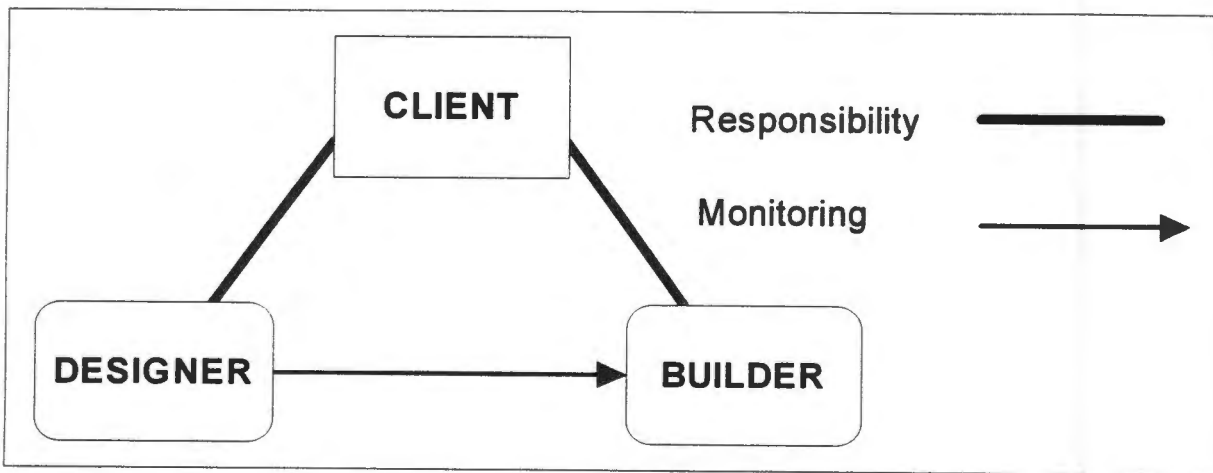 CLIENT
Responsibility
Monitoring
DESIGNER
BUILDER